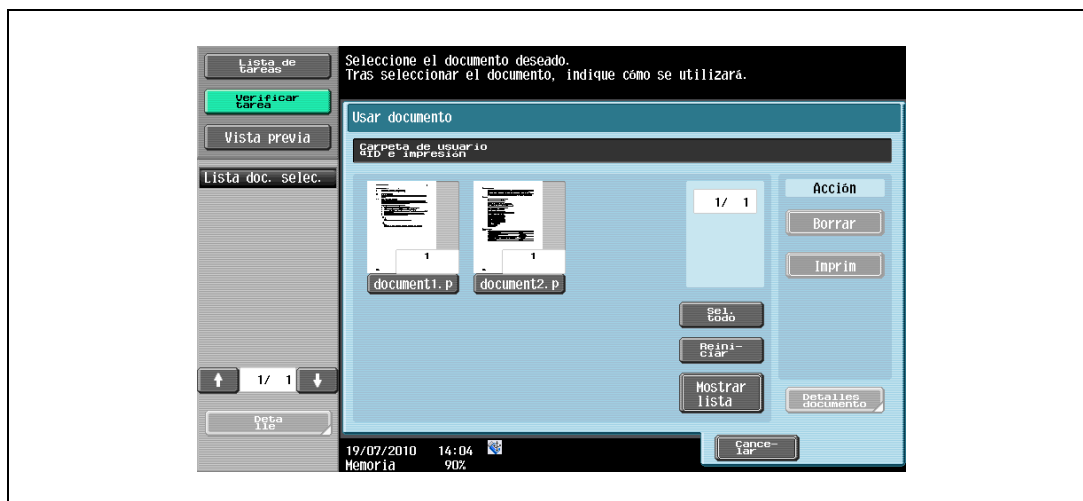 Lista de
tareas
Verificar
tarea
Vista previa
Lista doc. selec.
1/ 1
Deta
lle
Seleccione el documento deseado.
Tras seleccionar el documento, indique cómo se utilizará.
Usar documento
Carpeta de usuario
ID e impresión
1
1
document1. p
document2. p
1/ 1
Sel.
todo
Reini-
ciar
Mostrar
lista
Acción
Borrar
Imprim
Detalles
documento
Cance-
lar
19/07/2010 14:04
Memoria 90%